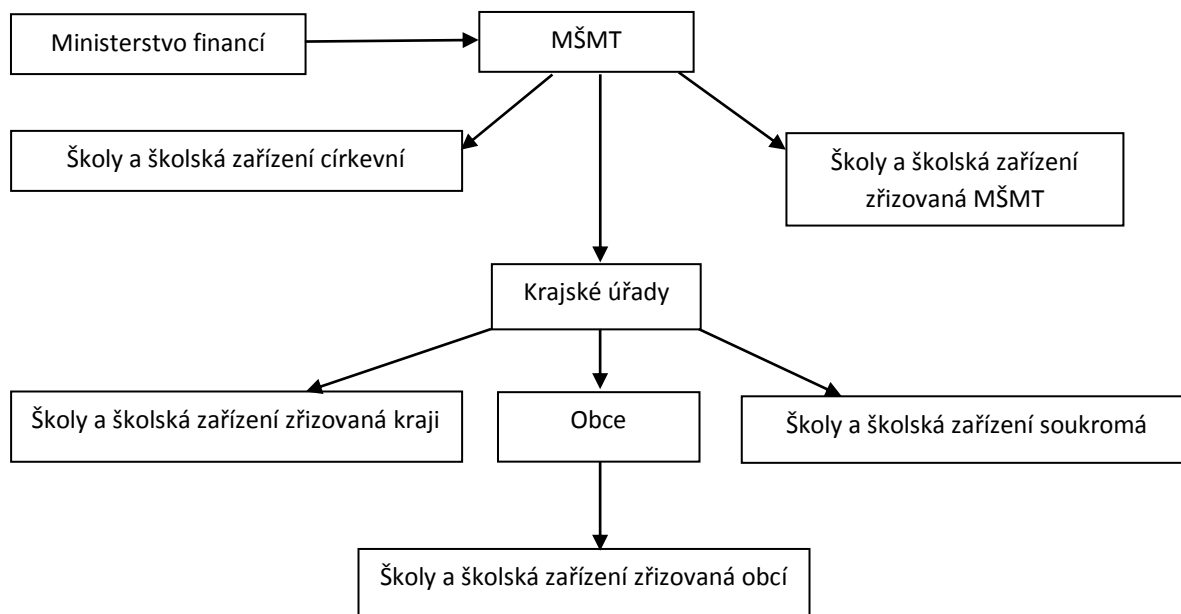 Ministerstvo financí
MŠMT
Školy a školská zařízení církevní
Školy a školská zařízení
zřizovaná MŠMT
Krajské úřady
Školy a školská zařízení zřizovaná kraji
Obce
Školy a školská zařízení soukromá
Školy a školská zařízení zřizovaná obcí